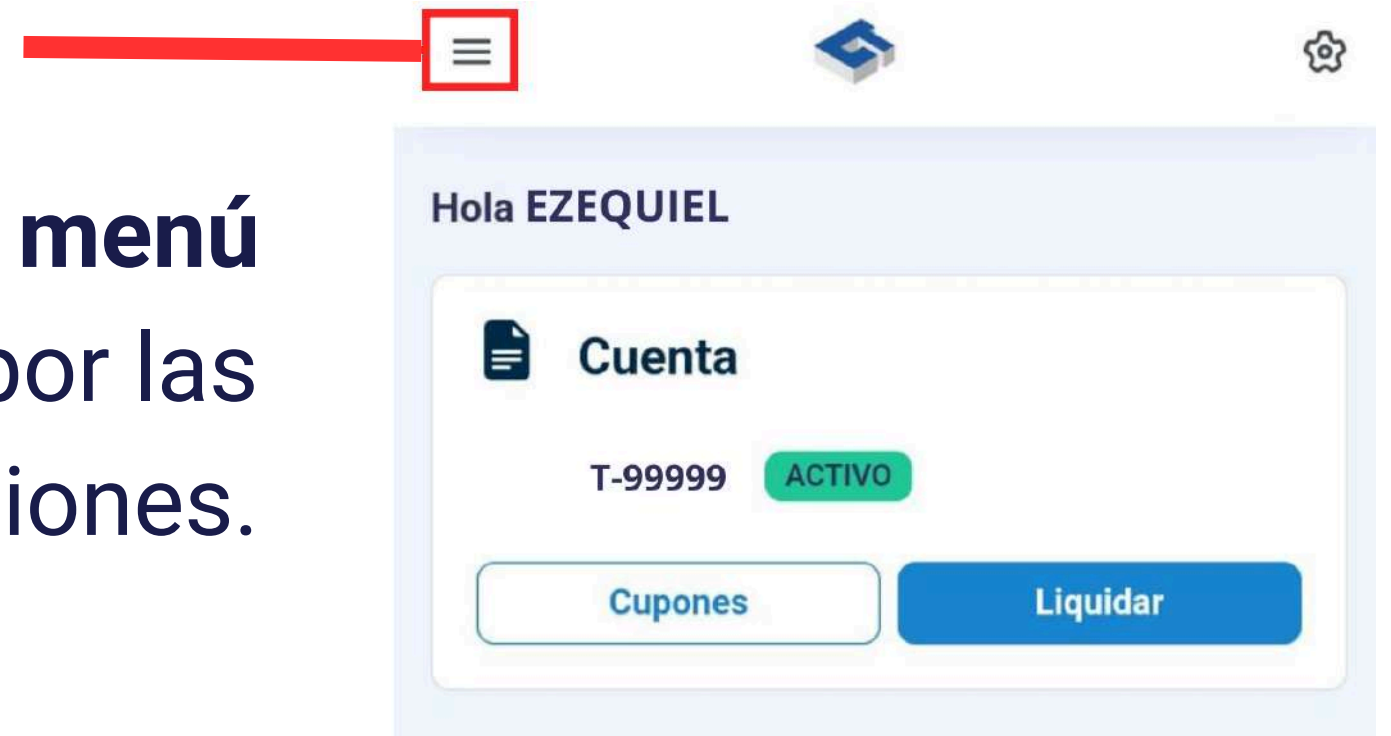 menú
por las
iones.
Hola EZEQUIEL
Cuenta
T-99999 ACTIVO
Cupones Liquidar